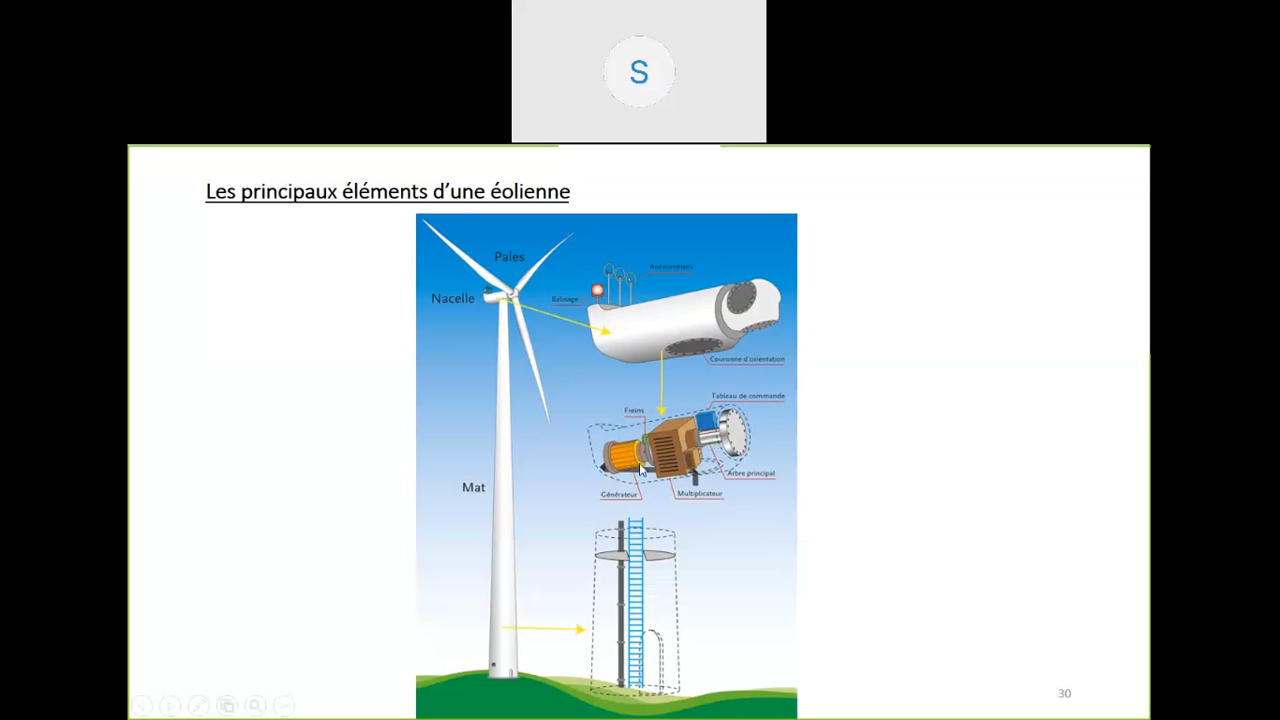 S
Les principaux éléments d'une éolienne
Pales
Anémomètres
Nacelle
Balisage
Couronne d'orientation
Tableau de commande
Freins
Arbre principal
Mat
Générateur
Multiplicateur
30